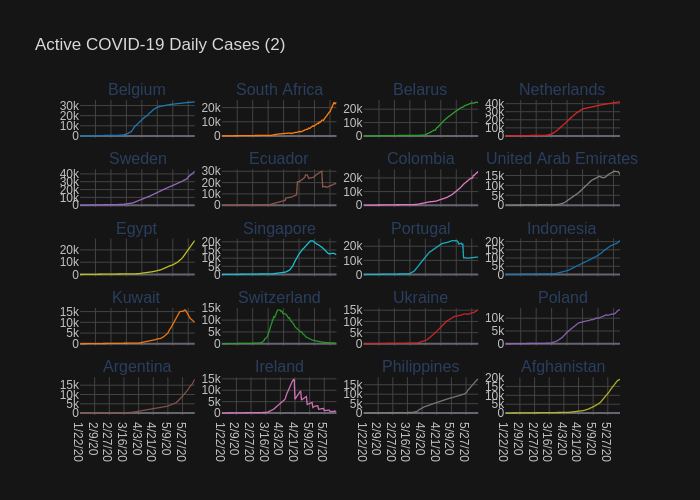 Active COVID-19 Daily Cases (2)
Belgium South Africa Belarus Netherlands
30k 20k 10k 0 20k 10k 0 20k 10k 0 40k 30k 20k 10k 0
Sweden Ecuador Colombia United Arab Emirates
40k 30k 20k 10k 0 30k 20k 10k 0 20k 10k 0 15k 10k 5k 0
Egypt Singapore Portugal Indonesia
20k 10k 0 20k 15k 10k 5k 0 20k 10k 0 20k 15k 10k 5k 0
Kuwait Switzerland Ukraine Poland
15k 10k 5k 0 15k 10k 5k 0 15k 10k 5k 0 10k 5k 0
Argentina Ireland Philippines Afghanistan
15k 10k 5k 0 15k 10k 5k 0 15k 10k 5k 0 20k 15k 10k 5k 0
1/22/20 2/9/20 2/27/20 3/16/20 4/3/20 4/21/20 5/9/20 5/27/20 1/22/20 2/9/20 2/27/20 3/16/20 4/3/20 4/21/20 5/9/20 5/27/20 1/22/20 2/9/20 2/27/20 3/16/20 4/3/20 4/21/20 5/9/20 5/27/20 1/22/20 2/9/20 2/27/20 3/16/20 4/3/20 4/21/20 5/9/20 5/27/20